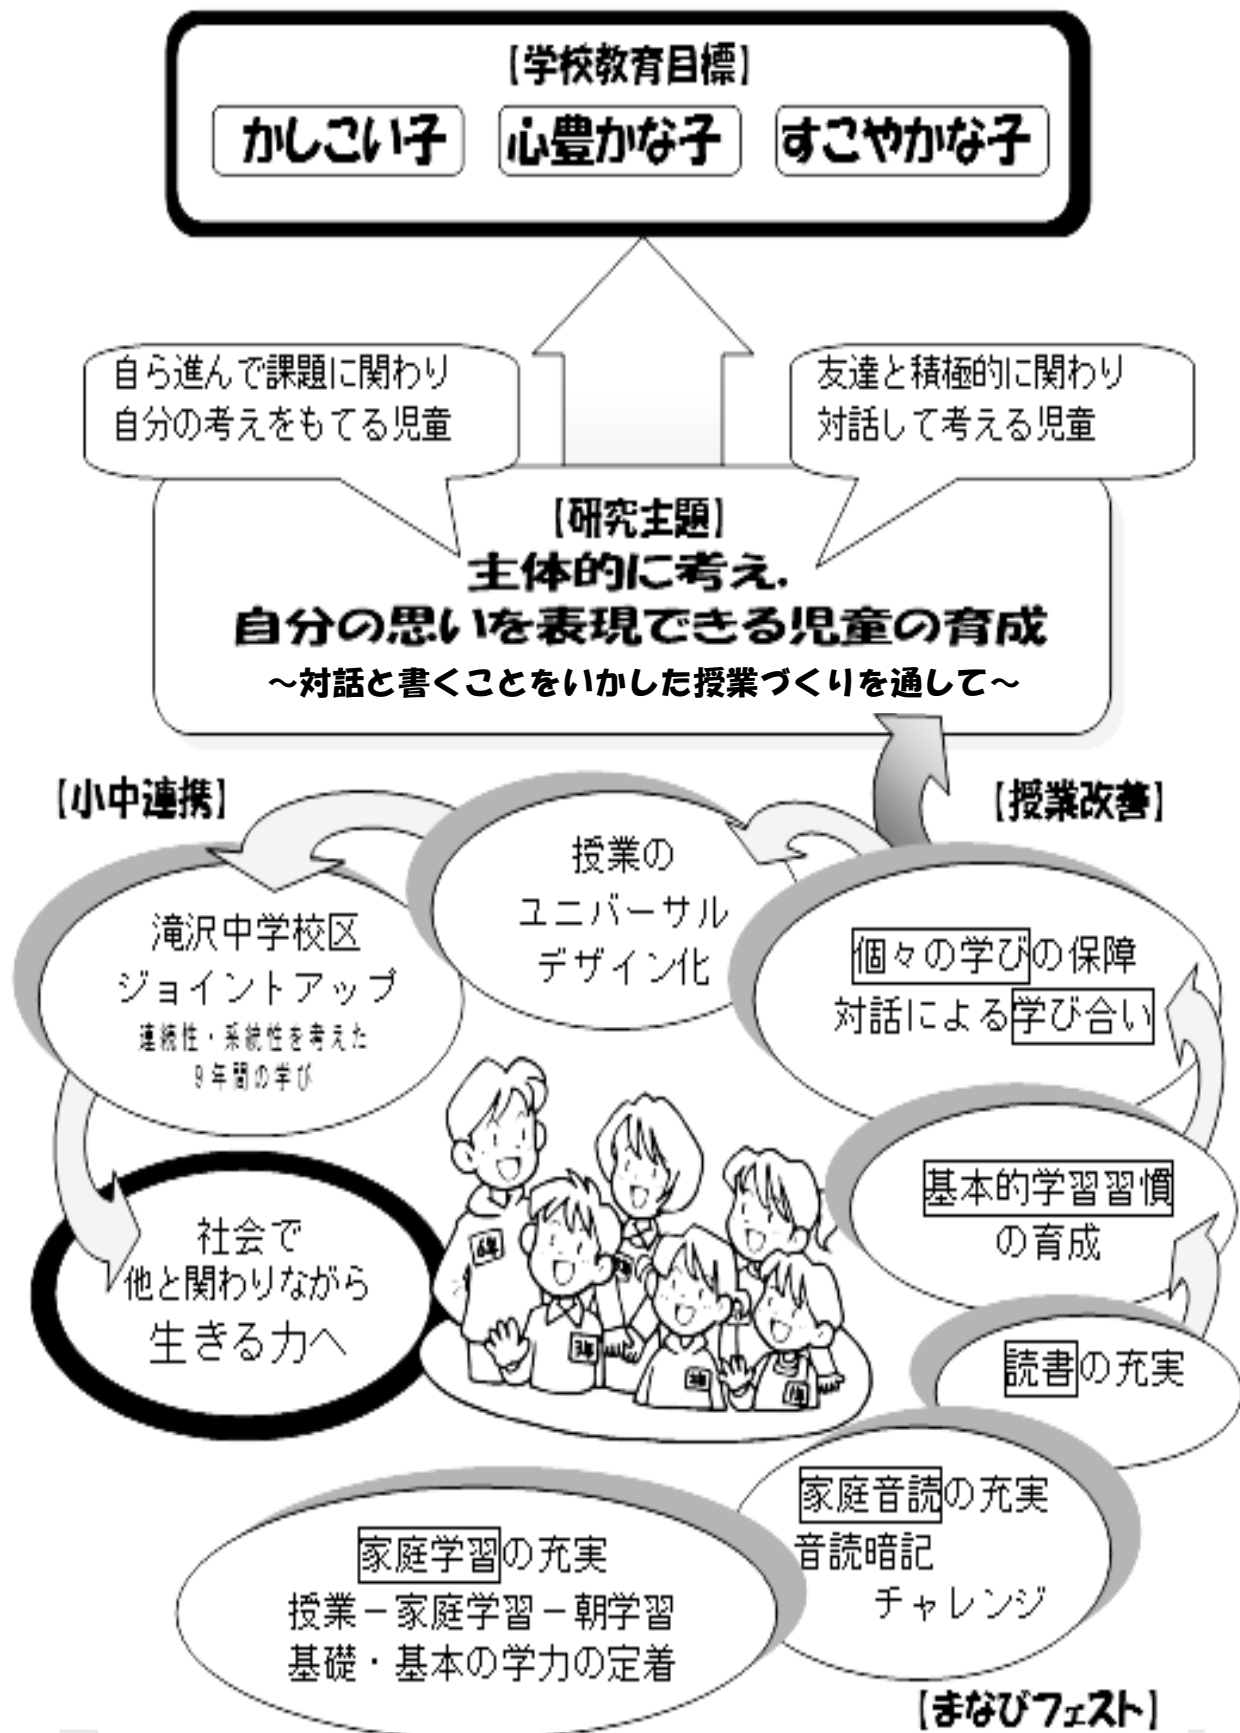 【学校教育目標】
かしこい子 心豊かな子 すこやかな子
自ら進んで課題に関わり
自分の考えをもてる児童
友達と積極的に関わり
対話して考える児童
【研究主題】
主体的に考え,
自分の思いを表現できる児童の育成
～対話と書くことをいかした授業づくりを通して～
【小中連携】
【授業改善】
授業の
ユニバーサル
デザイン化
滝沢中学校区
ジョイントアップ
連続性・系統性を考えた
9年間の学び
個々の学びの保障
対話による学び合い
基本的学習習慣
の育成
社会で
他と関わりながら
生きる力へ
6年
3年
1年
読書の充実
家庭音読の充実
音読暗記
チャレンジ
家庭学習の充実
授業－家庭学習－朝学習
基礎・基本の学力の定着
【まなびフェスト】